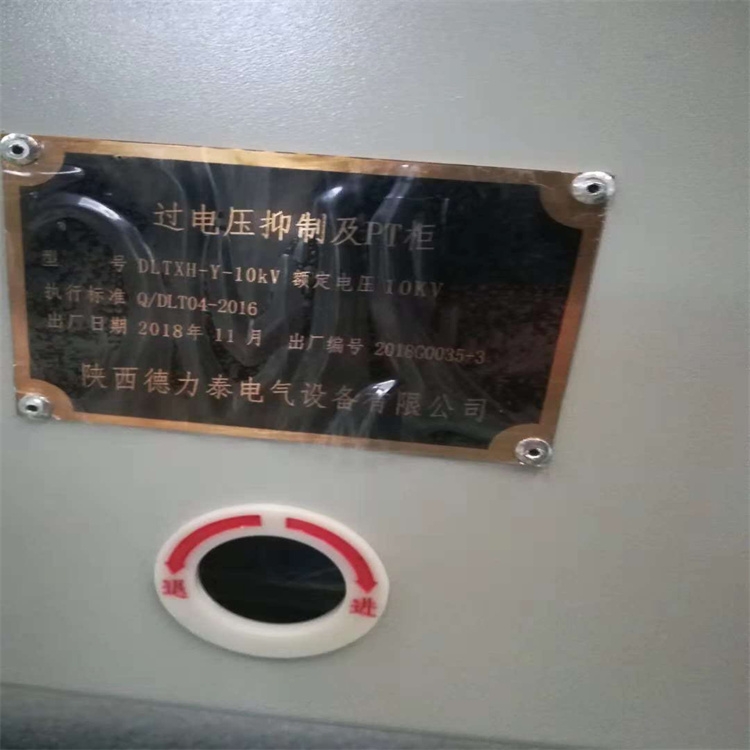 过电压抑制及PT柜
型 号 DLTXH-Y-10kV 额定电压 10KV
执行标准 Q/DLT04-2016
出厂日期 2018年 11 月 出厂编号 2018G0035-3
陕西德力泰电气设备有限公司
退 进